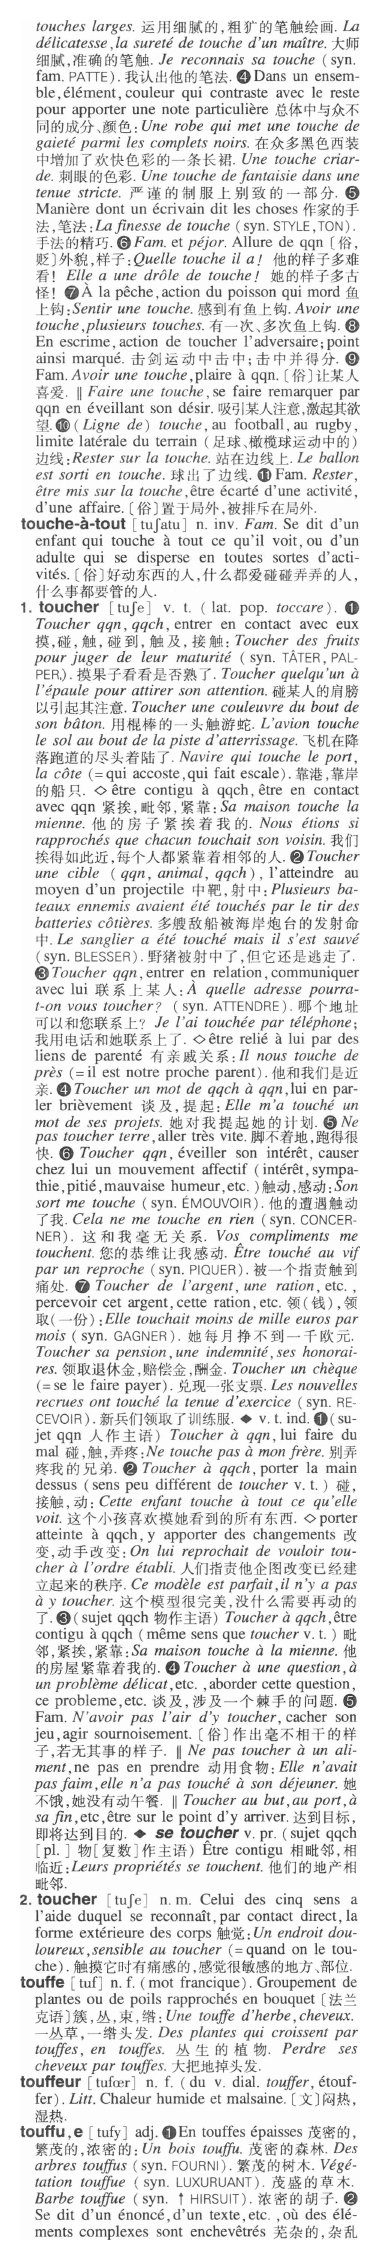 touches larges. 运用细腻的,粗犷的笔触绘画. La
délicatesse, la sureté de touche d'un maître. 大师
细腻,准确的笔触. Je reconnais sa touche (syn.
fam. PATTE). 我认出他的笔法. ❹ Dans un ensem-
ble, élément, couleur qui contraste avec le reste
pour apporter une note particulière 总体中与众不
同的成分、颜色: Une robe qui met une touche de
gaieté parmi les complets noirs. 在众多黑色西装
中增加了欢快色彩的一条长裙. Une touche criar-
de. 刺眼的色彩. Une touche de fantaisie dans une
tenue stricte. 严谨的制服上别致的一部分. ❺
Manière dont un écrivain dit les choses 作家的手
法,笔法: La finesse de touche (syn. STYLE, TON).
手法的精巧. ❻ Fam. et péjor. Allure de qqn〔俗,
贬〕外貌,样子: Quelle touche il a! 他的样子多难
看! Elle a une drôle de touche! 她的样子多古
怪! ❼ À la pêche, action du poisson qui mord 鱼
上钩: Sentir une touche. 感到有鱼上钩. Avoir une
touche, plusieurs touches. 有一次、多次鱼上钩. ❽
En escrime, action de toucher l'adversaire; point
ainsi marqué. 击剑运动中击中;击中并得分. ❾
Fam. Avoir une touche, plaire à qqn.〔俗〕让某人
喜爱. ‖ Faire une touche, se faire remarquer par
qqn en éveillant son désir. 吸引某人注意,激起其欲
望. ❿ (Ligne de) touche, au football, au rugby,
limite latérale du terrain (足球、橄榄球运动中的)
边线: Rester sur la touche. 站在边线上. Le ballon
est sorti en touche. 球出了边线. ⓫ Fam. Rester,
être mis sur la touche, être écarté d'une activité,
d'une affaire.〔俗〕置于局外,被排斥在局外.
touche-à-tout [tuʃatu] n. inv. Fam. Se dit d'un
enfant qui touche à tout ce qu'il voit, ou d'un
adulte qui se disperse en toutes sortes d'acti-
vités.〔俗〕好动东西的人,什么都爱碰碰弄弄的人,
什么事都要管的人.
1. toucher [tuʃe] v. t. (lat. pop. toccare). ❶
Toucher qqn, qqch, entrer en contact avec eux
摸,碰,触,碰到,触及,接触: Toucher des fruits
pour juger de leur maturité (syn. TÂTER, PAL-
PER.). 摸果子看看是否熟了. Toucher quelqu'un à
l'épaule pour attirer son attention. 碰某人的肩膀
以引起其注意. Toucher une couleuvre du bout de
son bâton. 用棍棒的一头触游蛇. L'avion touche
le sol au bout de la piste d'atterrissage. 飞机在降
落跑道的尽头着陆了. Navire qui touche le port,
la côte (= qui accoste, qui fait escale). 靠港,靠岸
的船只. ◇ être contigu à qqch, être en contact
avec qqn 紧挨,毗邻,紧靠: Sa maison touche la
mienne. 他的房子紧挨着我的. Nous étions si
rapprochés que chacun touchait son voisin. 我们
挨得如此近,每个人都紧靠着相邻的人. ❷ Toucher
une cible (qqn, animal, qqch), l'atteindre au
moyen d'un projectile 中靶,射中: Plusieurs ba-
teaux ennemis avaient été touchés par le tir des
batteries côtières. 多艘敌船被海岸炮台的发射命
中. Le sanglier a été touché mais il s'est sauvé
(syn. BLESSER). 野猪被射中了,但它还是逃走了.
❸ Toucher qqn, entrer en relation, communiquer
avec lui 联系上某人: À quelle adresse pourra-
t-on vous toucher? (syn. ATTENDRE). 哪个地址
可以和您联系上? Je l'ai touchée par téléphone;
我用电话和她联系上了. ◇ être relié à lui par des
liens de parenté 有亲戚关系: Il nous touche de
près (= il est notre proche parent). 他和我们是近
亲. ❹ Toucher un mot de qqch à qqn, lui en par-
ler brièvement 谈及,提起: Elle m'a touché un
mot de ses projets. 她对我提起她的计划. ❺ Ne
pas toucher terre, aller très vite. 脚不着地,跑得很
快. ❻ Toucher qqn, éveiller son intérêt, causer
chez lui un mouvement affectif (intérêt, sympa-
thie, pitié, mauvaise humeur, etc.)触动,感动: Son
sort me touche (syn. ÉMOUVOIR). 他的遭遇触动
了我. Cela ne me touche en rien (syn. CONCER-
NER). 这和我毫无关系. Vos compliments me
touchent. 您的恭维让我感动. Être touché au vif
par un reproche (syn. PIQUER). 被一个指责触到
痛处. ❼ Toucher de l'argent, une ration, etc.,
percevoir cet argent, cette ration, etc. 领(钱),领
取(一份): Elle touchait moins de mille euros par
mois (syn. GAGNER). 她每月挣不到一千欧元.
Toucher sa pension, une indemnité, ses honorai-
res. 领取退休金,赔偿金,酬金. Toucher un chèque
(= se le faire payer). 兑现一张支票. Les nouvelles
recrues ont touché la tenue d'exercice (syn. RE-
CEVOIR). 新兵们领取了训练服. ◆ v. t. ind. ❶ (su-
jet qqn 人作主语) Toucher à qqn, lui faire du
mal 碰,触,弄疼: Ne touche pas à mon frère. 别弄
疼我的兄弟. ❷ Toucher à qqch, porter la main
dessus (sens peu différent de toucher v. t.) 碰,
接触,动: Cette enfant touche à tout ce qu'elle
voit. 这个小孩喜欢摸她看到的所有东西. ◇ porter
atteinte à qqch, y apporter des changements 改
变,动手改变: On lui reprochait de vouloir tou-
cher à l'ordre établi. 人们指责他企图改变已经建
立起来的秩序. Ce modèle est parfait, il n'y a pas
à y toucher. 这个模型很完美,没什么需要再动的
了. ❸ (sujet qqch 物作主语) Toucher à qqch, être
contigu à qqch (même sens que toucher v. t.) 毗
邻,紧挨,紧靠: Sa maison touche à la mienne. 他
的房屋紧靠着我的. ❹ Toucher à une question, à
un problème délicat, etc., aborder cette question,
ce probleme, etc. 谈及,涉及一个棘手的问题. ❺
Fam. N'avoir pas l'air d'y toucher, cacher son
jeu, agir sournoisement.〔俗〕作出毫不相干的样
子,若无其事的样子. ‖ Ne pas toucher à un ali-
ment, ne pas en prendre 动用食物: Elle n'avait
pas faim, elle n'a pas touché à son déjeuner. 她
不饿,她没有动午餐. ‖ Toucher au but, au port, à
sa fin, etc, être sur le point d'y arriver. 达到目标,
即将达到目的. ◆ se toucher v. pr. (sujet qqch
[pl.] 物[复数]作主语) Être contigu 相毗邻,相
临近: Leurs propriétés se touchent. 他们的地产相
毗邻.
2. toucher [tuʃe] n. m. Celui des cinq sens a
l'aide duquel se reconnaît, par contact direct, la
forme extérieure des corps 触觉: Un endroit dou-
loureux, sensible au toucher (= quand on le tou-
che). 触摸它时有痛感的,感觉很敏感的地方、部位.
touffe [tuf] n. f. (mot francique). Groupement de
plantes ou de poils rapprochés en bouquet〔法兰
克语〕簇,丛,束,绺: Une touffe d'herbe, cheveux.
一丛草,一绺头发. Des plantes qui croissent par
touffes, en touffes. 丛生的植物. Perdre ses
cheveux par touffes. 大把地掉头发.
touffeur [tufœr] n. f. (du v. dial. touffer, étouf-
fer). Litt. Chaleur humide et malsaine.〔文〕闷热,
湿热.
touffu, e [tufy] adj. ❶ En touffes épaisses 茂密的,
繁茂的,浓密的: Un bois touffu. 茂密的森林. Des
arbres touffus (syn. FOURNI). 繁茂的树木. Végé-
tation touffue (syn. LUXURUANT). 茂盛的草木.
Barbe touffue (syn. ↑ HIRSUIT). 浓密的胡子. ❷
Se dit d'un énoncé, d'un texte, etc., où des élé-
ments complexes sont enchevêtrés 芜杂的,杂乱